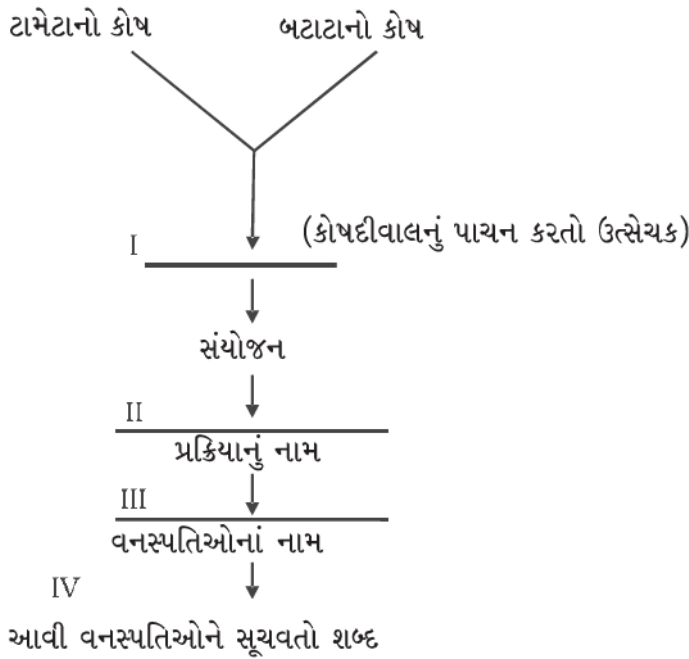 ટામેટાનો કોષ બટાટાનો કોષ
I (કોષદીવાલનું પાચન કરતો ઉત્સેચક)
સંયોજન
II
પ્રક્રિયાનું નામ
III
વનસ્પતિઓનાં નામ
IV
આવી વનસ્પતિઓને સૂચવતો શબ્દ